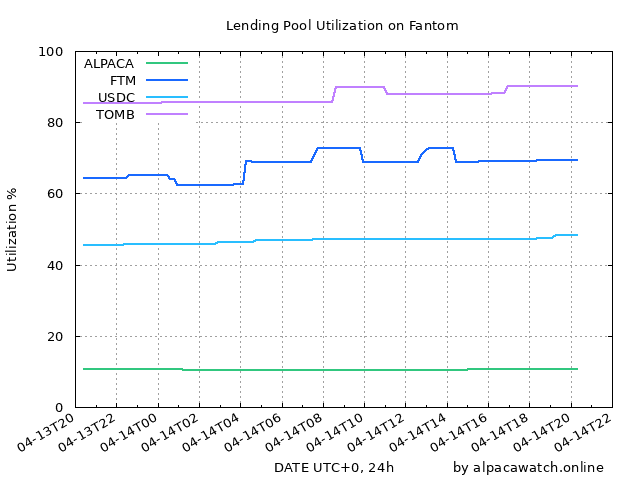 Lending Pool Utilization on Fantom
Utilization %
100
80
60
40
20
0
ALPACA
FTM
USDC
TOMB
04-13T20
04-13T22
04-14T00
04-14T02
04-14T04
04-14T06
04-14T08
04-14T10
04-14T12
04-14T14
04-14T16
04-14T18
04-14T20
04-14T22
DATE UTC+0, 24h
by alpacawatch.online